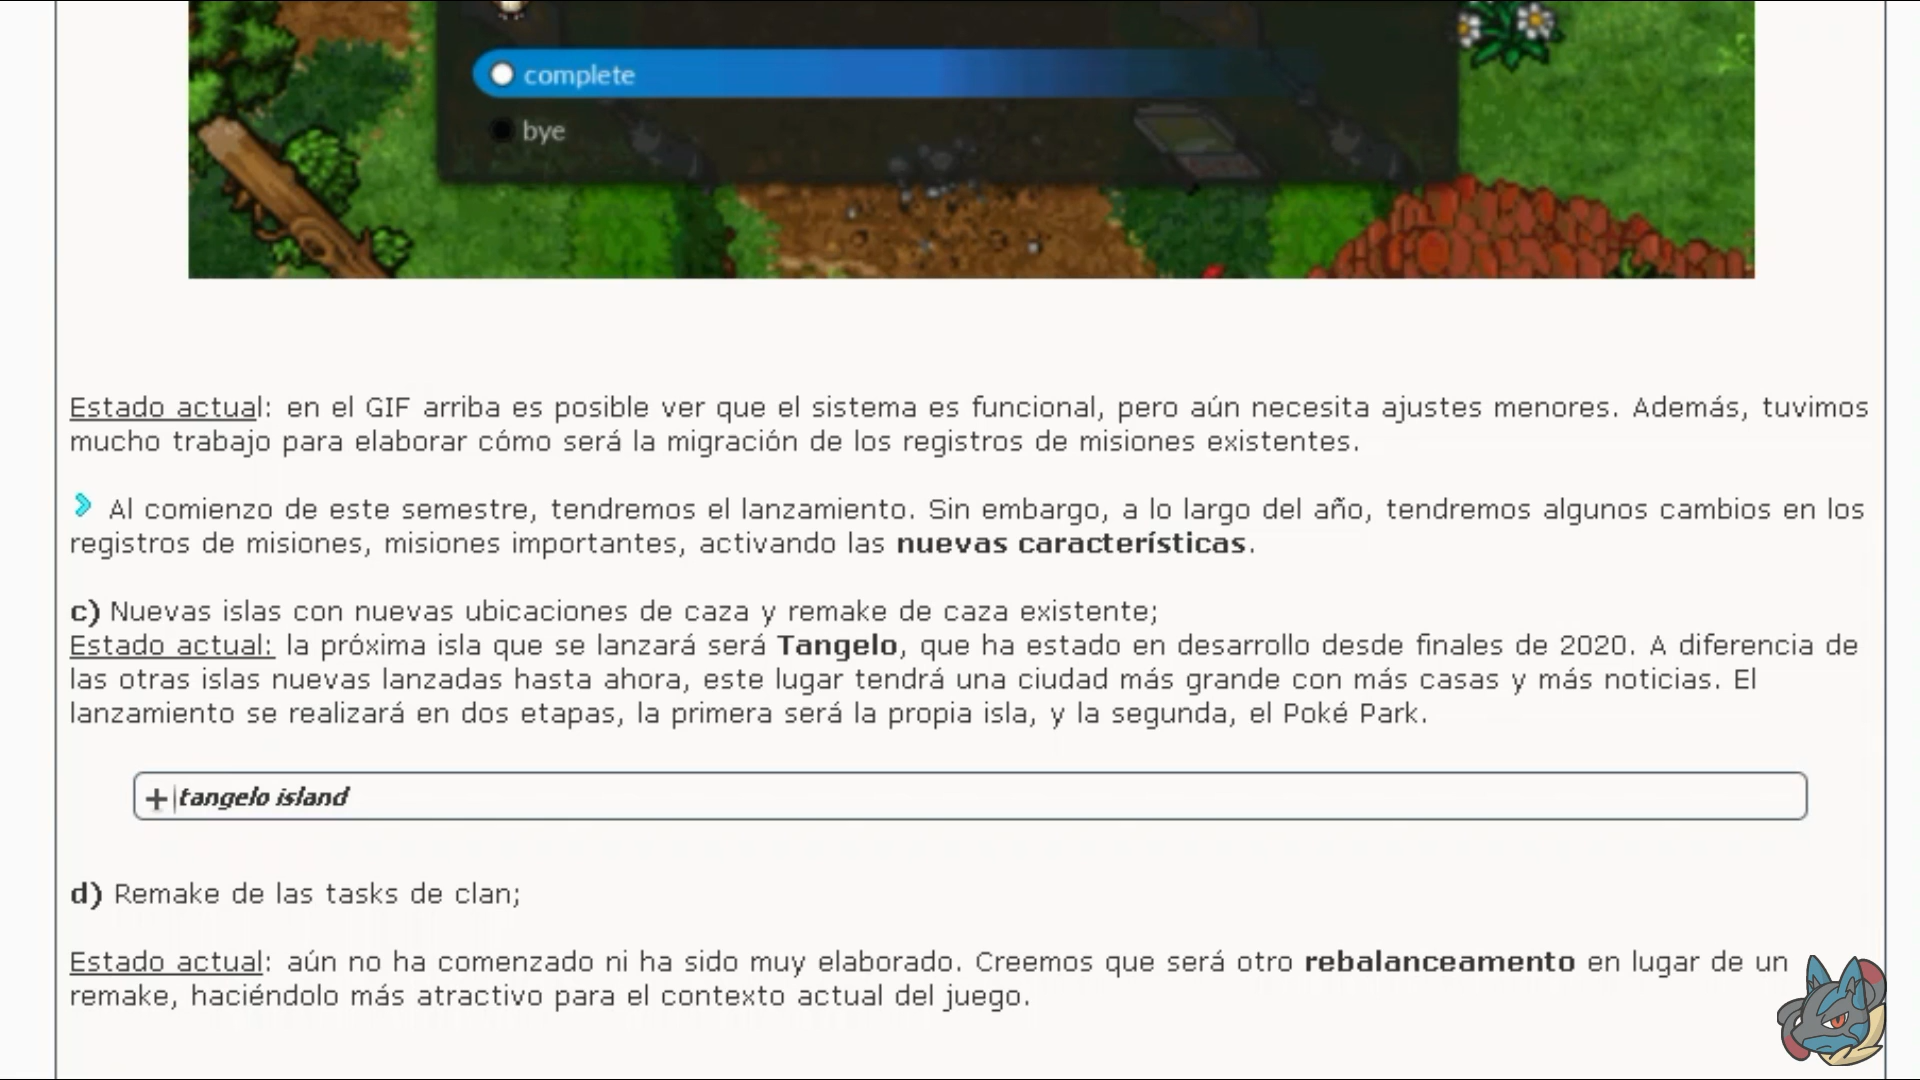 complete
bye
Estado actual: en el GIF arriba es posible ver que el sistema es funcional, pero aún necesita ajustes menores. Además, tuvimos
mucho trabajo para elaborar cómo será la migración de los registros de misiones existentes.
Al comienzo de este semestre, tendremos el lanzamiento. Sin embargo, a lo largo del año, tendremos algunos cambios en los
registros de misiones, misiones importantes, activando las nuevas características.
c) Nuevas islas con nuevas ubicaciones de caza y remake de caza existente;
Estado actual: la próxima isla que se lanzará será Tangelo, que ha estado en desarrollo desde finales de 2020. A diferencia de
las otras islas nuevas lanzadas hasta ahora, este lugar tendrá una ciudad más grande con más casas y más noticias. El
lanzamiento se realizará en dos etapas, la primera será la propia isla, y la segunda, el Poké Park.
+ tangelo island
d) Remake de las tasks de clan;
Estado actual: aún no ha comenzado ni ha sido muy elaborado. Creemos que será otro rebalanceamento en lugar de un
remake, haciéndolo más atractivo para el contexto actual del juego.